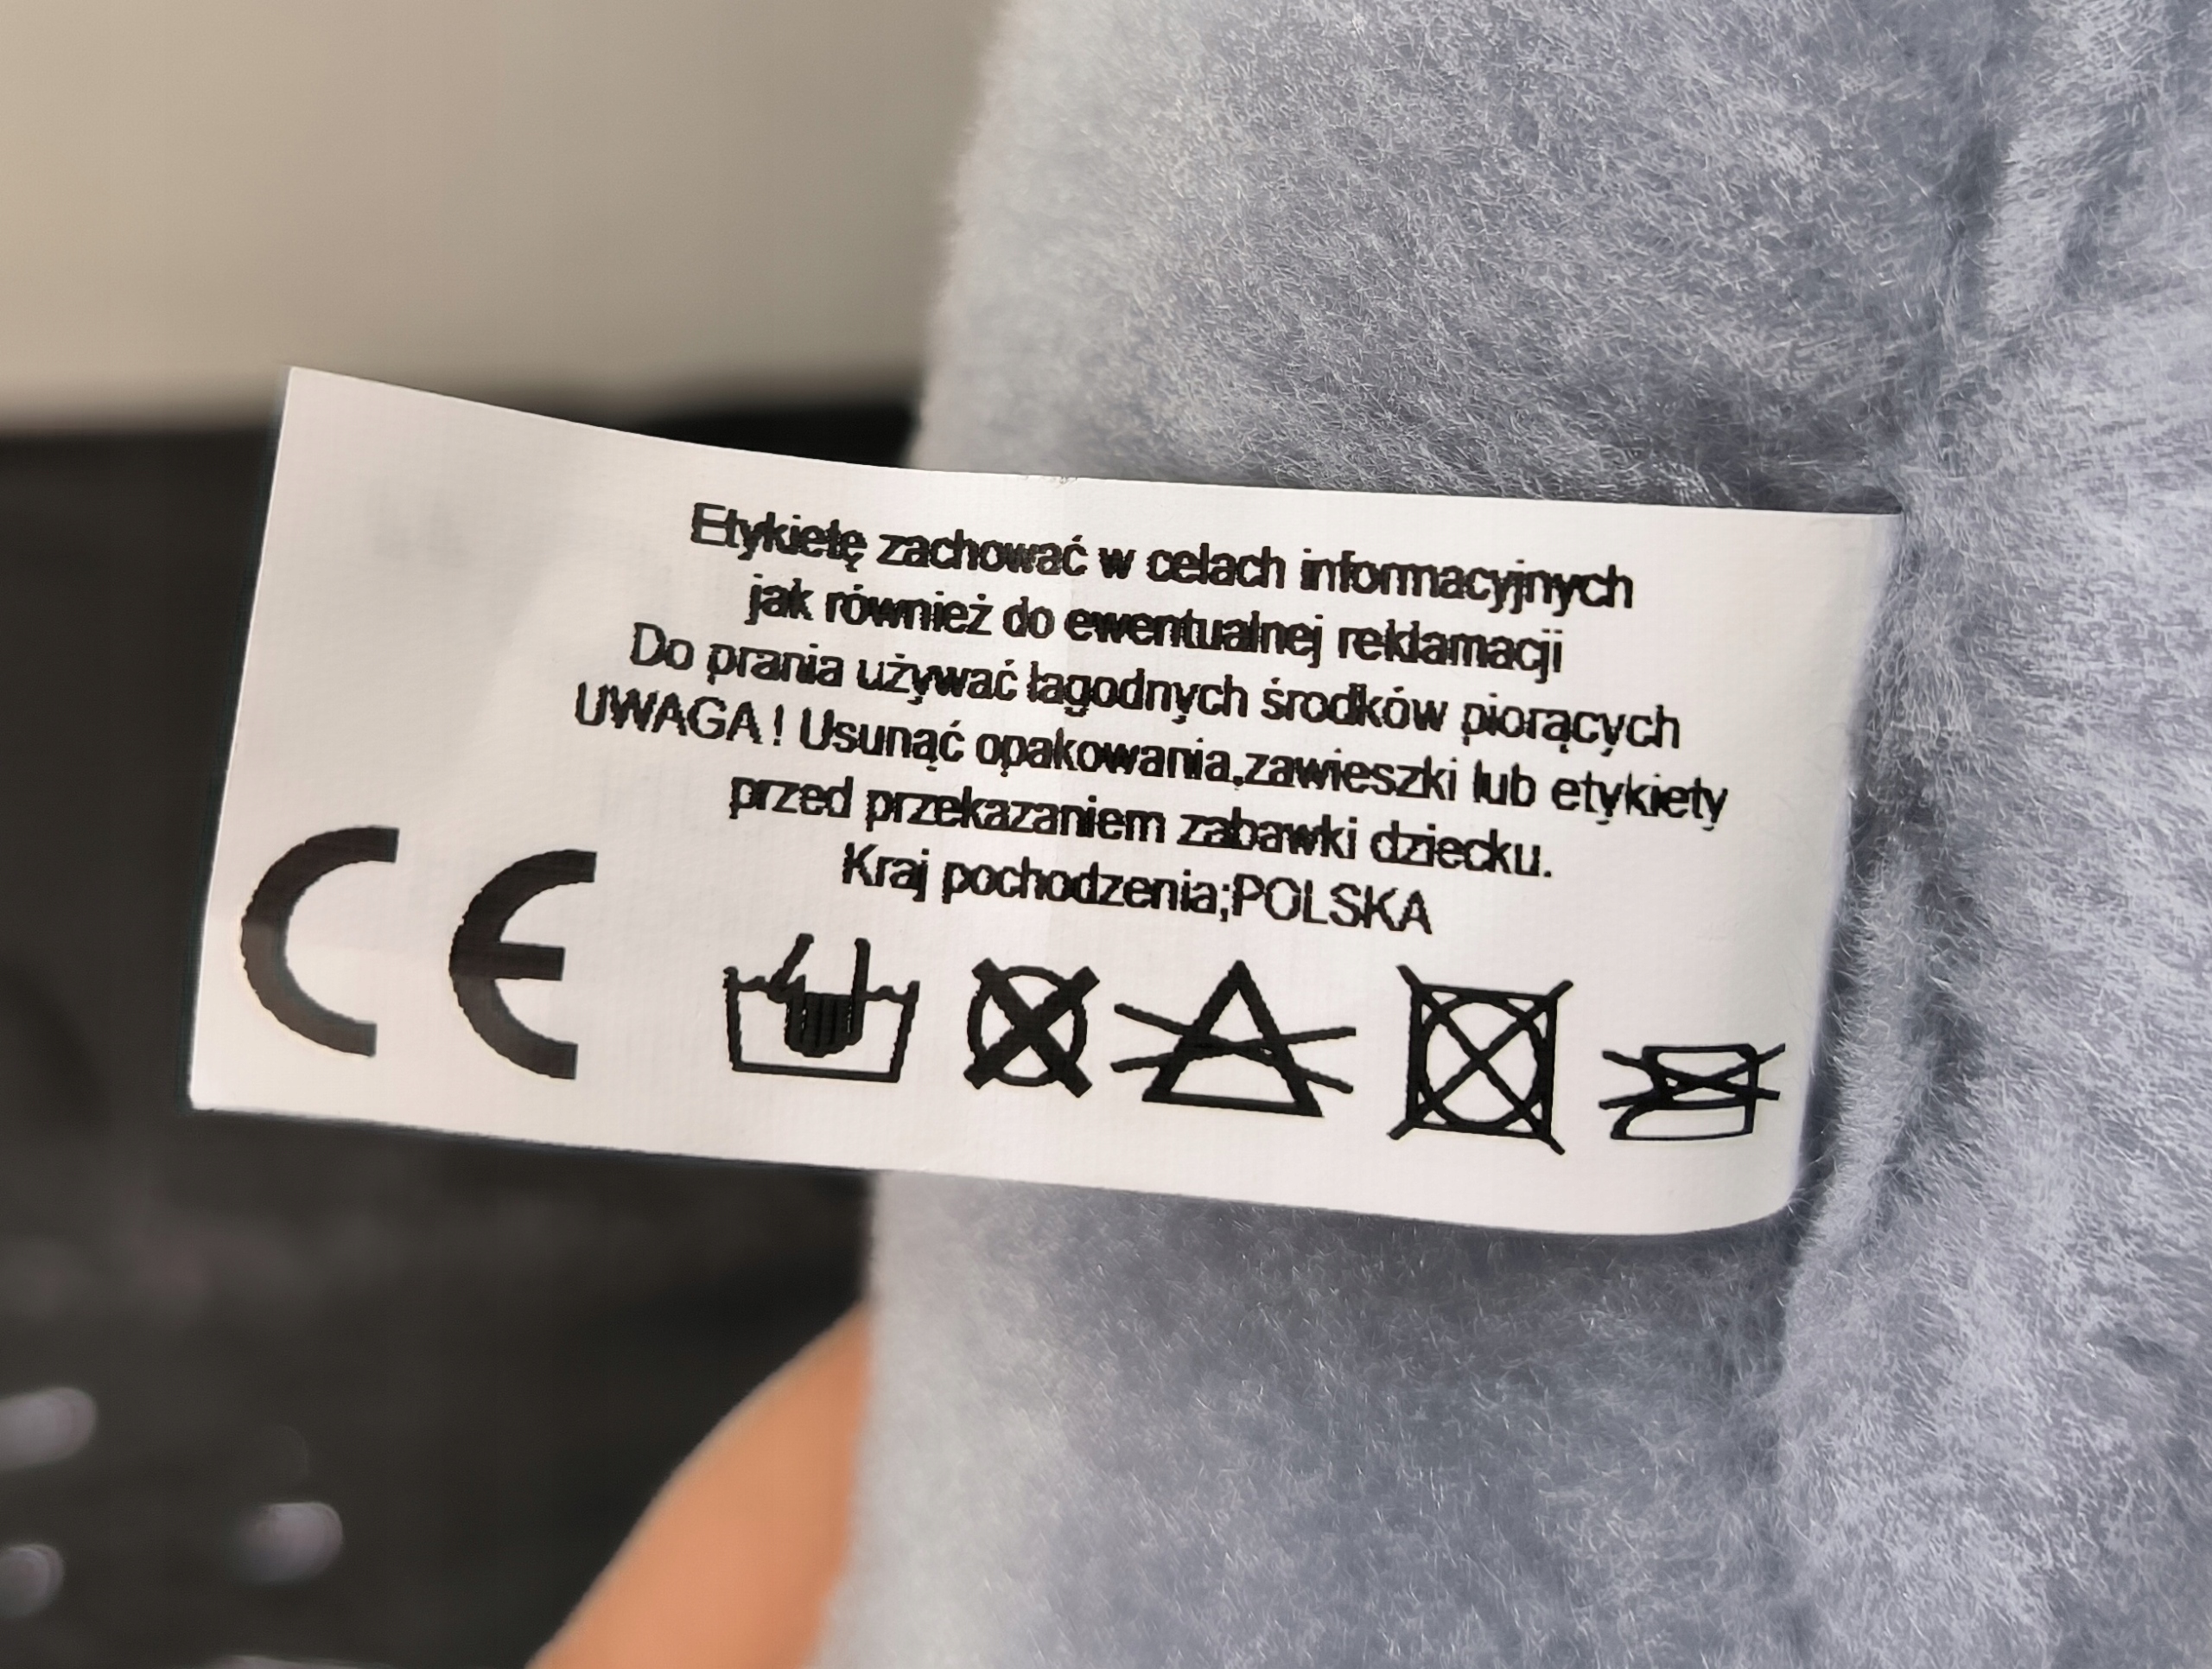 Etykietę zachować w celach informacyjnych
jak również do ewentualnej reklamacji
Do prania używać łagodnych środków piorących
UWAGA ! Usunąć opakowania,zawieszki lub etykiety
przed przekazaniem zabawki dziecku.
Kraj pochodzenia;POLSKA
CE